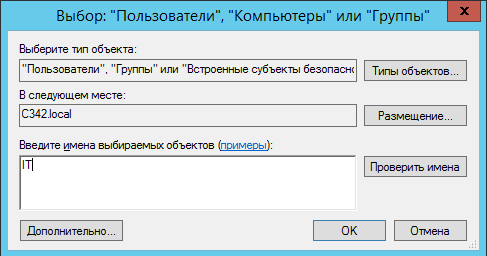 Выбор: "Пользователи", "Компьютеры" или "Группы"
x
Выберите тип объекта:
"Пользователи", "Группы" или "Встроенные субъекты безопасно
Типы объектов...
В следующем месте:
C342.local
Размещение...
Введите имена выбираемых объектов (примеры):
IT
Проверить имена
Дополнительно...
OK
Отмена